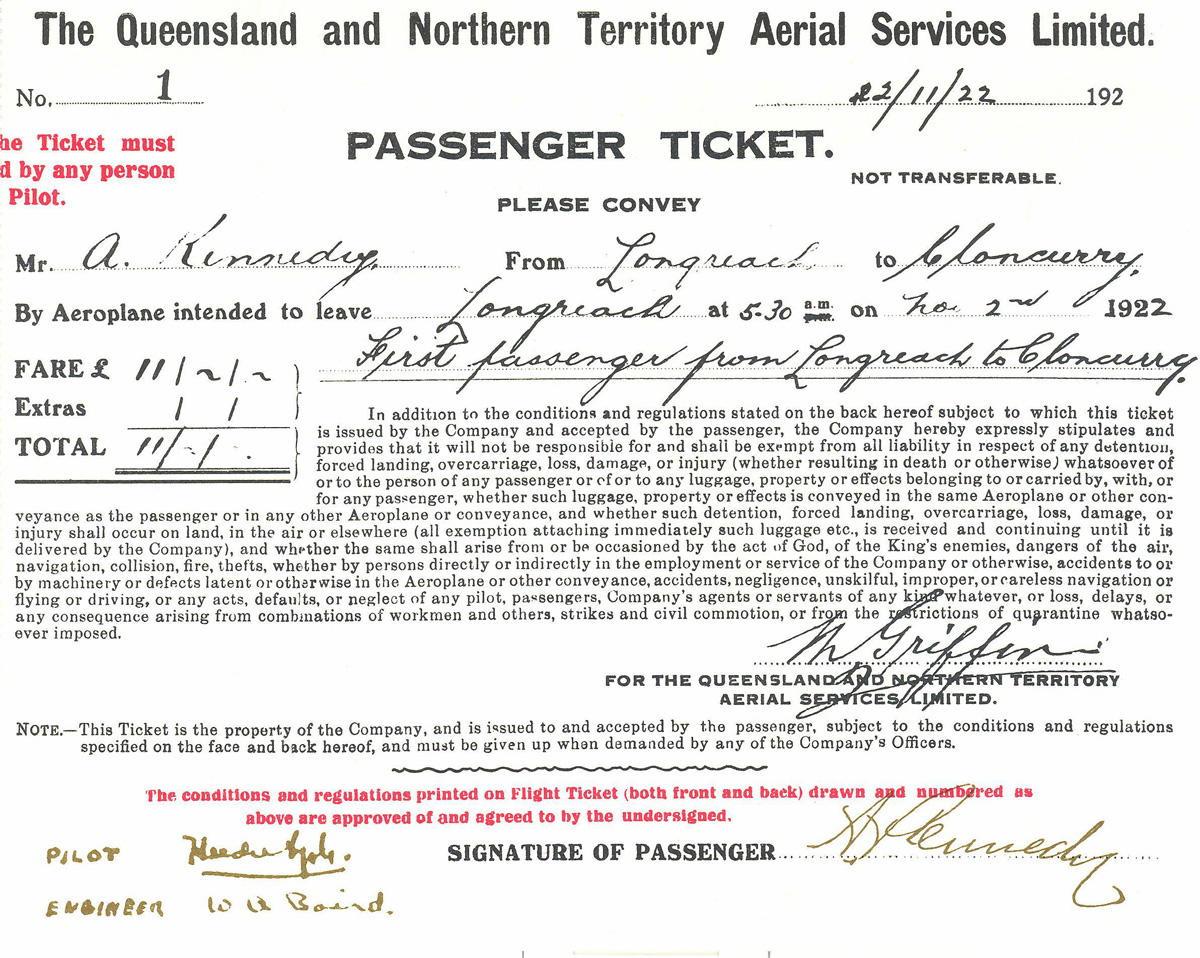 The Queensland and Northern Territory Aerial Services Limited.
No. 1 22/11/22 192
he Ticket must
d by any person
Pilot.
PASSENGER TICKET.
NOT TRANSFERABLE.
PLEASE CONVEY
Mr. A. Kennedy. From Longreach to Cloncurry.
By Aeroplane intended to leave Longreach at 5-30 a.m. p.m. on No. 2nd 1922
First passenger from Longreach to Cloncurry.
FARE £ 11/~/~
Extras / /
TOTAL 11/-/-.
In addition to the conditions and regulations stated on the back hereof subject to which this ticket
is issued by the Company and accepted by the passenger, the Company hereby expressly stipulates and
provides that it will not be responsible for and shall be exempt from all liability in respect of any detention,
forced landing, overcarriage, loss, damage, or injury (whether resulting in death or otherwise) whatsoever of
or to the person of any passenger or of or to any luggage, property or effects belonging to or carried by, with, or
for any passenger, whether such luggage, property or effects is conveyed in the same Aeroplane or other con-
veyance as the passenger or in any other Aeroplane or conveyance, and whether such detention, forced landing, overcarriage, loss, damage, or
injury shall occur on land, in the air or elsewhere (all exemption attaching immediately such luggage etc., is received and continuing until it is
delivered by the Company), and whether the same shall arise from or be occasioned by the act of God, of the King's enemies, dangers of the air,
navigation, collision, fire, thefts, whether by persons directly or indirectly in the employment or service of the Company or otherwise, accidents to or
by machinery or defects latent or otherwise in the Aeroplane or other conveyance, accidents, negligence, unskilful, improper, or careless navigation or
flying or driving, or any acts, defaults, or neglect of any pilot, passengers, Company's agents or servants of any kind whatever, or loss, delays, or
any consequence arising from combinations of workmen and others, strikes and civil commotion, or from the restrictions of quarantine whatso-
ever imposed.
M Griffin
FOR THE QUEENSLAND AND NORTHERN TERRITORY
AERIAL SERVICES LIMITED.
NOTE.—This Ticket is the property of the Company, and is issued to and accepted by the passenger, subject to the conditions and regulations
specified on the face and back hereof, and must be given up when demanded by any of the Company's Officers.
The conditions and regulations printed on Flight Ticket (both front and back) drawn and numbered as
above are approved of and agreed to by the undersigned.
PILOT
SIGNATURE OF PASSENGER A Kennedy
ENGINEER W A Baird.